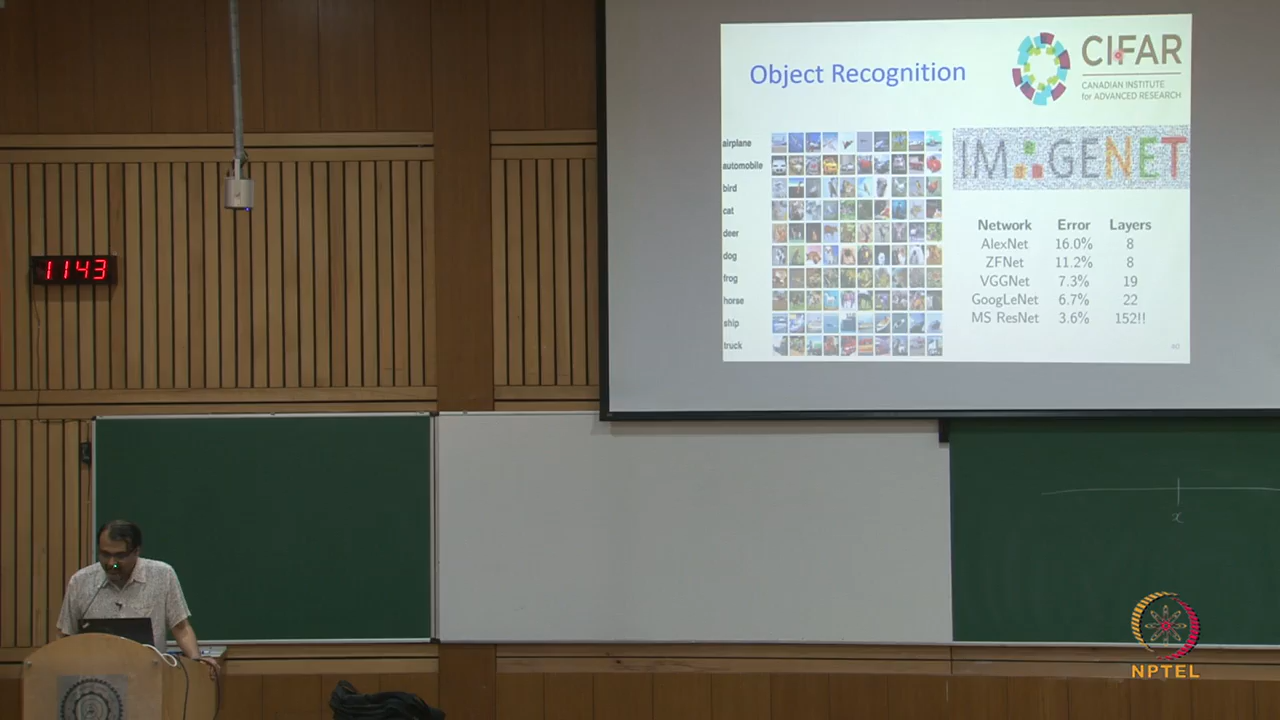 Object Recognition
CIFAR
CANADIAN INSTITUTE
for ADVANCED RESEARCH
airplane
automobile
bird
cat
deer
dog
frog
horse
ship
truck
IMAGENET
Network Error Layers
AlexNet 16.0% 8
ZFNet 11.2% 8
VGGNet 7.3% 19
GoogLeNet 6.7% 22
MS ResNet 3.6% 152!!
1143
x
NPTEL